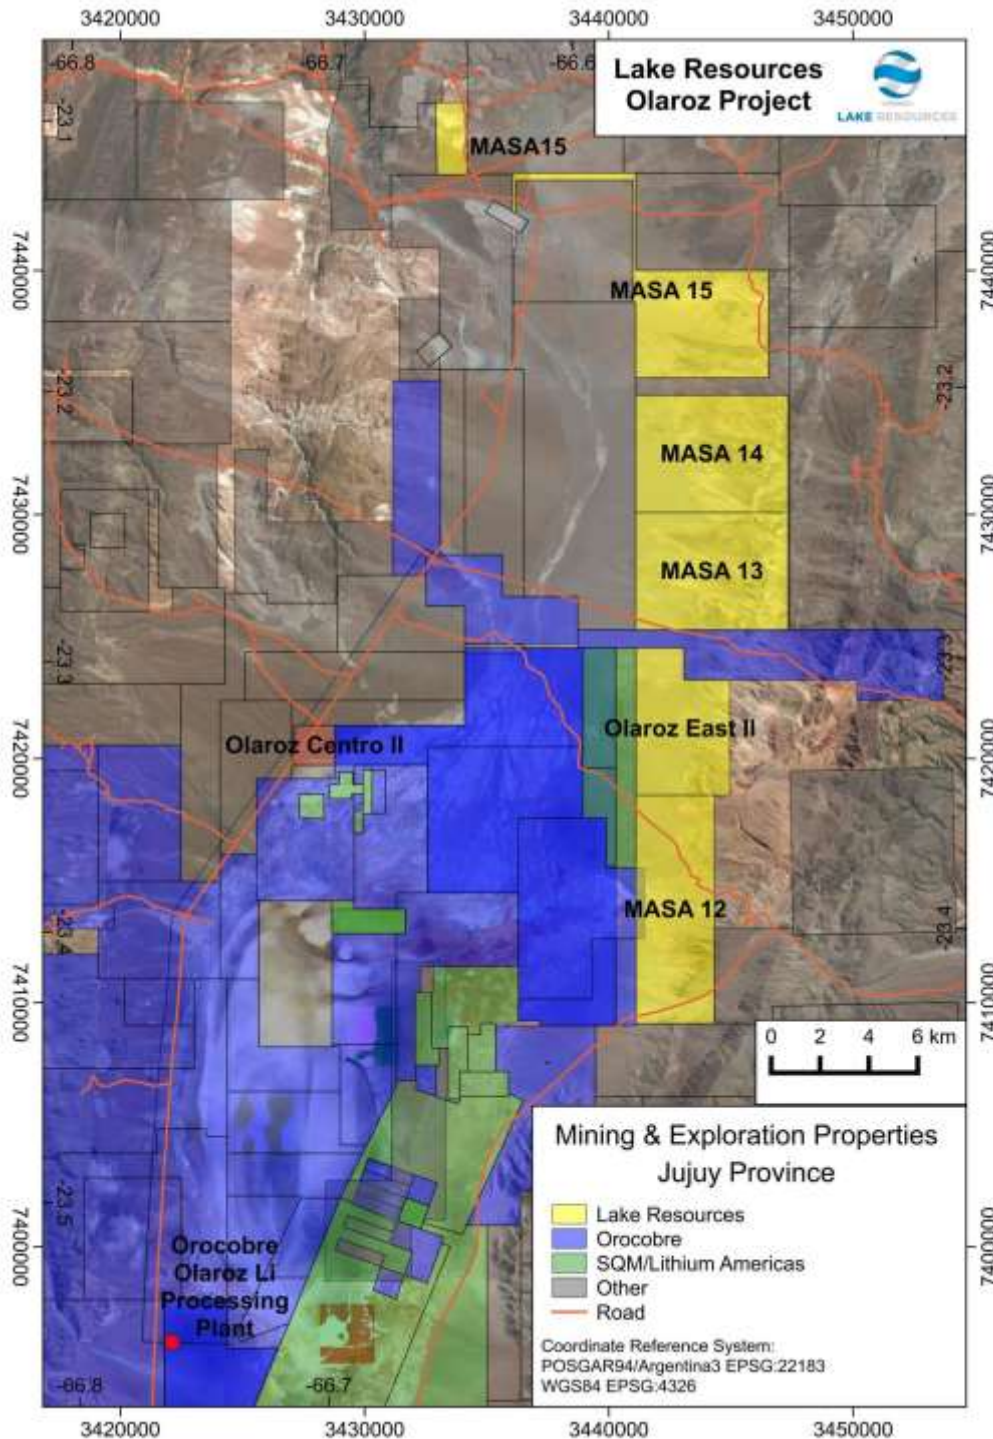 3420000 3430000 3440000 3450000
-66.8 -66.7 -66.6
Lake Resources
Olaroz Project
LAKE RESOURCES
-23.1
MASA15
7440000 7440000
MASA 15
-23.2 -23.2
MASA 14
7430000 7430000
MASA 13
-23.3 -23.3
Olaroz East II
Olaroz Centro II
7420000 7420000
MASA 12
-23.4 -23.4
7410000 7410000
0 2 4 6 km
Mining & Exploration Properties
Jujuy Province
Lake Resources
Orocobre
SQM/Lithium Americas
Other
Road
Coordinate Reference System:
POSGAR94/Argentina3 EPSG:22183
WGS84 EPSG:4326
-23.5
7400000 7400000
Orocobre
Olaroz Li
Processing
Plant
-66.8 -66.7
3420000 3430000 3440000 3450000